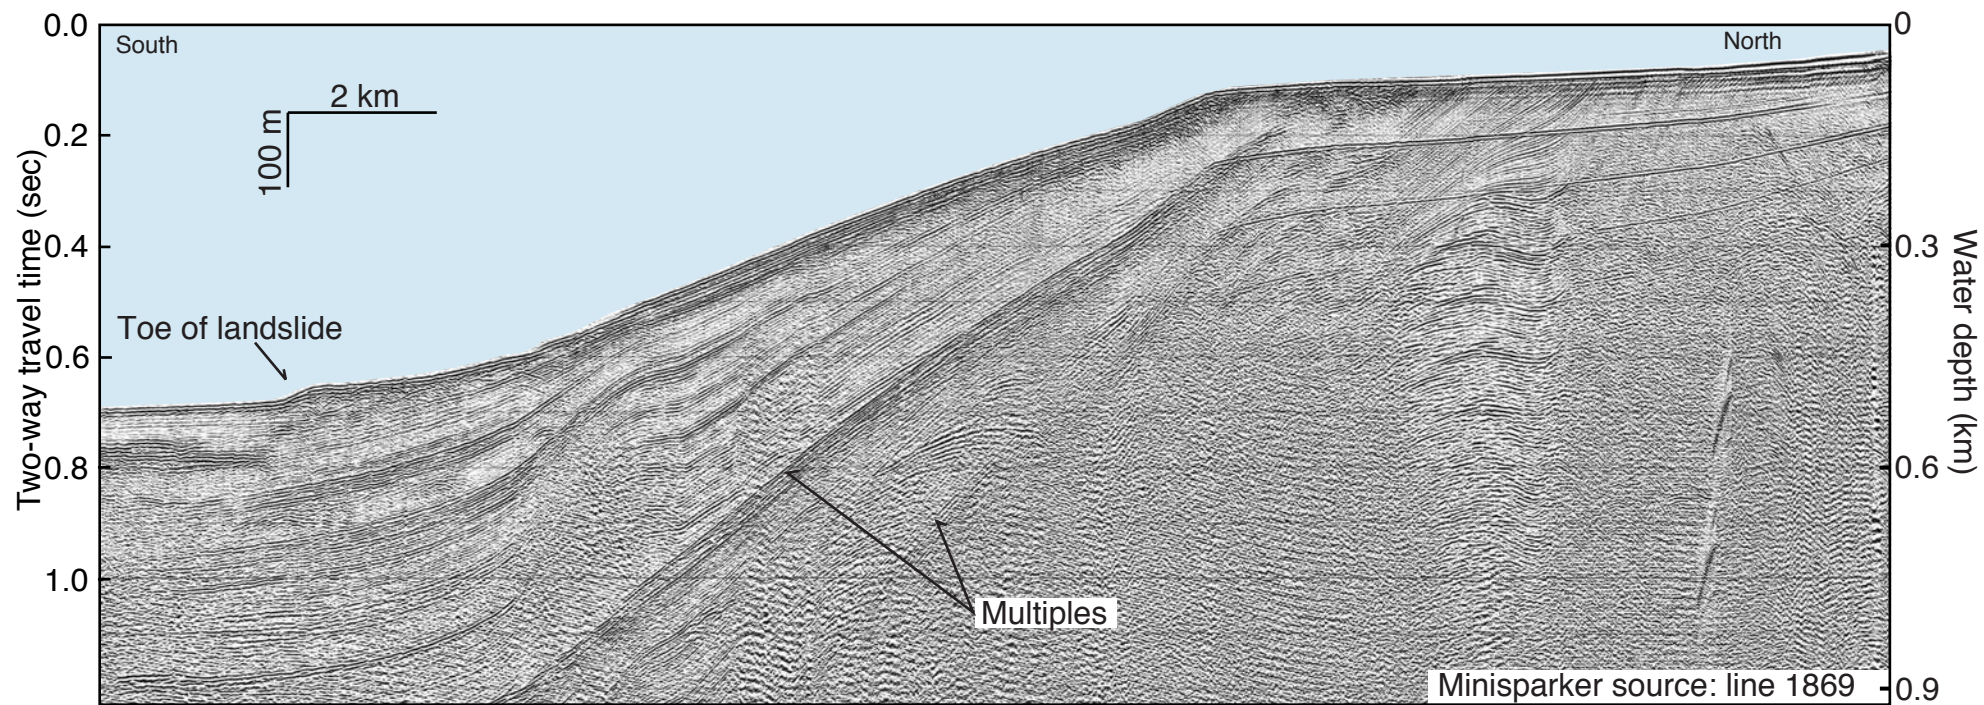 0.0
South
North
0
2 km
100 m
0.2
0.4
0.3
Two-way travel time (sec)
Water depth (km)
Toe of landslide
0.6
0.8
0.6
1.0
Multiples
Minisparker source: line 1869
0.9